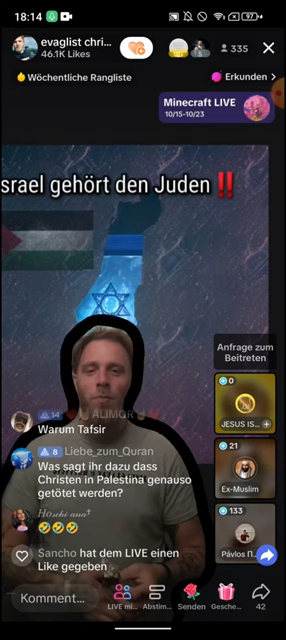 18:14
97
evaglist chri...
46.1K Likes
335
Wöchentliche Rangliste
Erkunden >
Minecraft LIVE
10/15-10/23
srael gehört den Juden ‼️
Anfrage zum
Beitreten
0
JESUS IS...
14
ALIMGR
Warum Tafsir
8 Liebe_zum_Quran
Was sagt ihr dazu dass
Christen in Palestina genauso
getötet werden?
21
Ex-Muslim
🤣🤣🤣
133
Pávlos Π...
Sancho hat dem LIVE einen
Like gegeben
Komment...
LIVE mi...
Abstim...
Senden
Gesche...
42